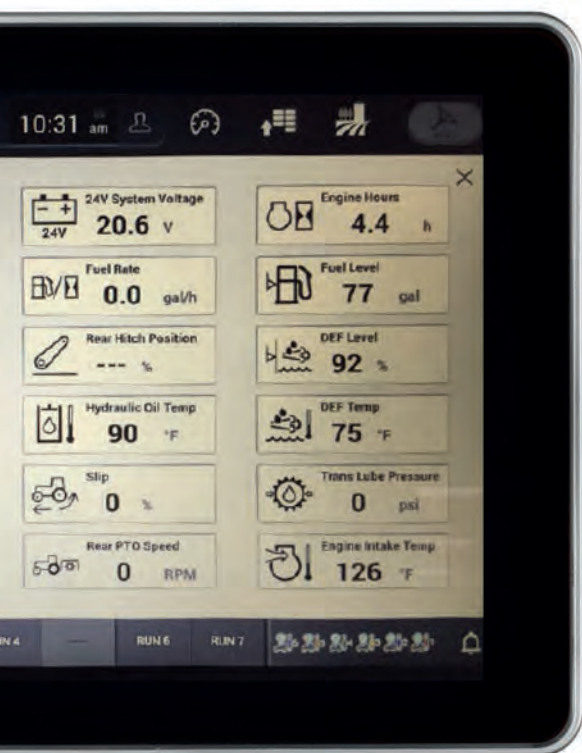 10:31 am
24V System Voltage
24V
20.6 V
Engine Hours
4.4 h
Fuel Rate
0.0 gal/h
Fuel Level
77 gal
Rear Hitch Position
--- %
DEF Level
92 %
Hydraulic Oil Temp
90 °F
DEF Temp
75 °F
Slip
0 %
Trans Lube Pressure
0 psi
Rear PTO Speed
0 RPM
Engine Intake Temp
126 °F
N 4 --- RUN 6 RUN 7